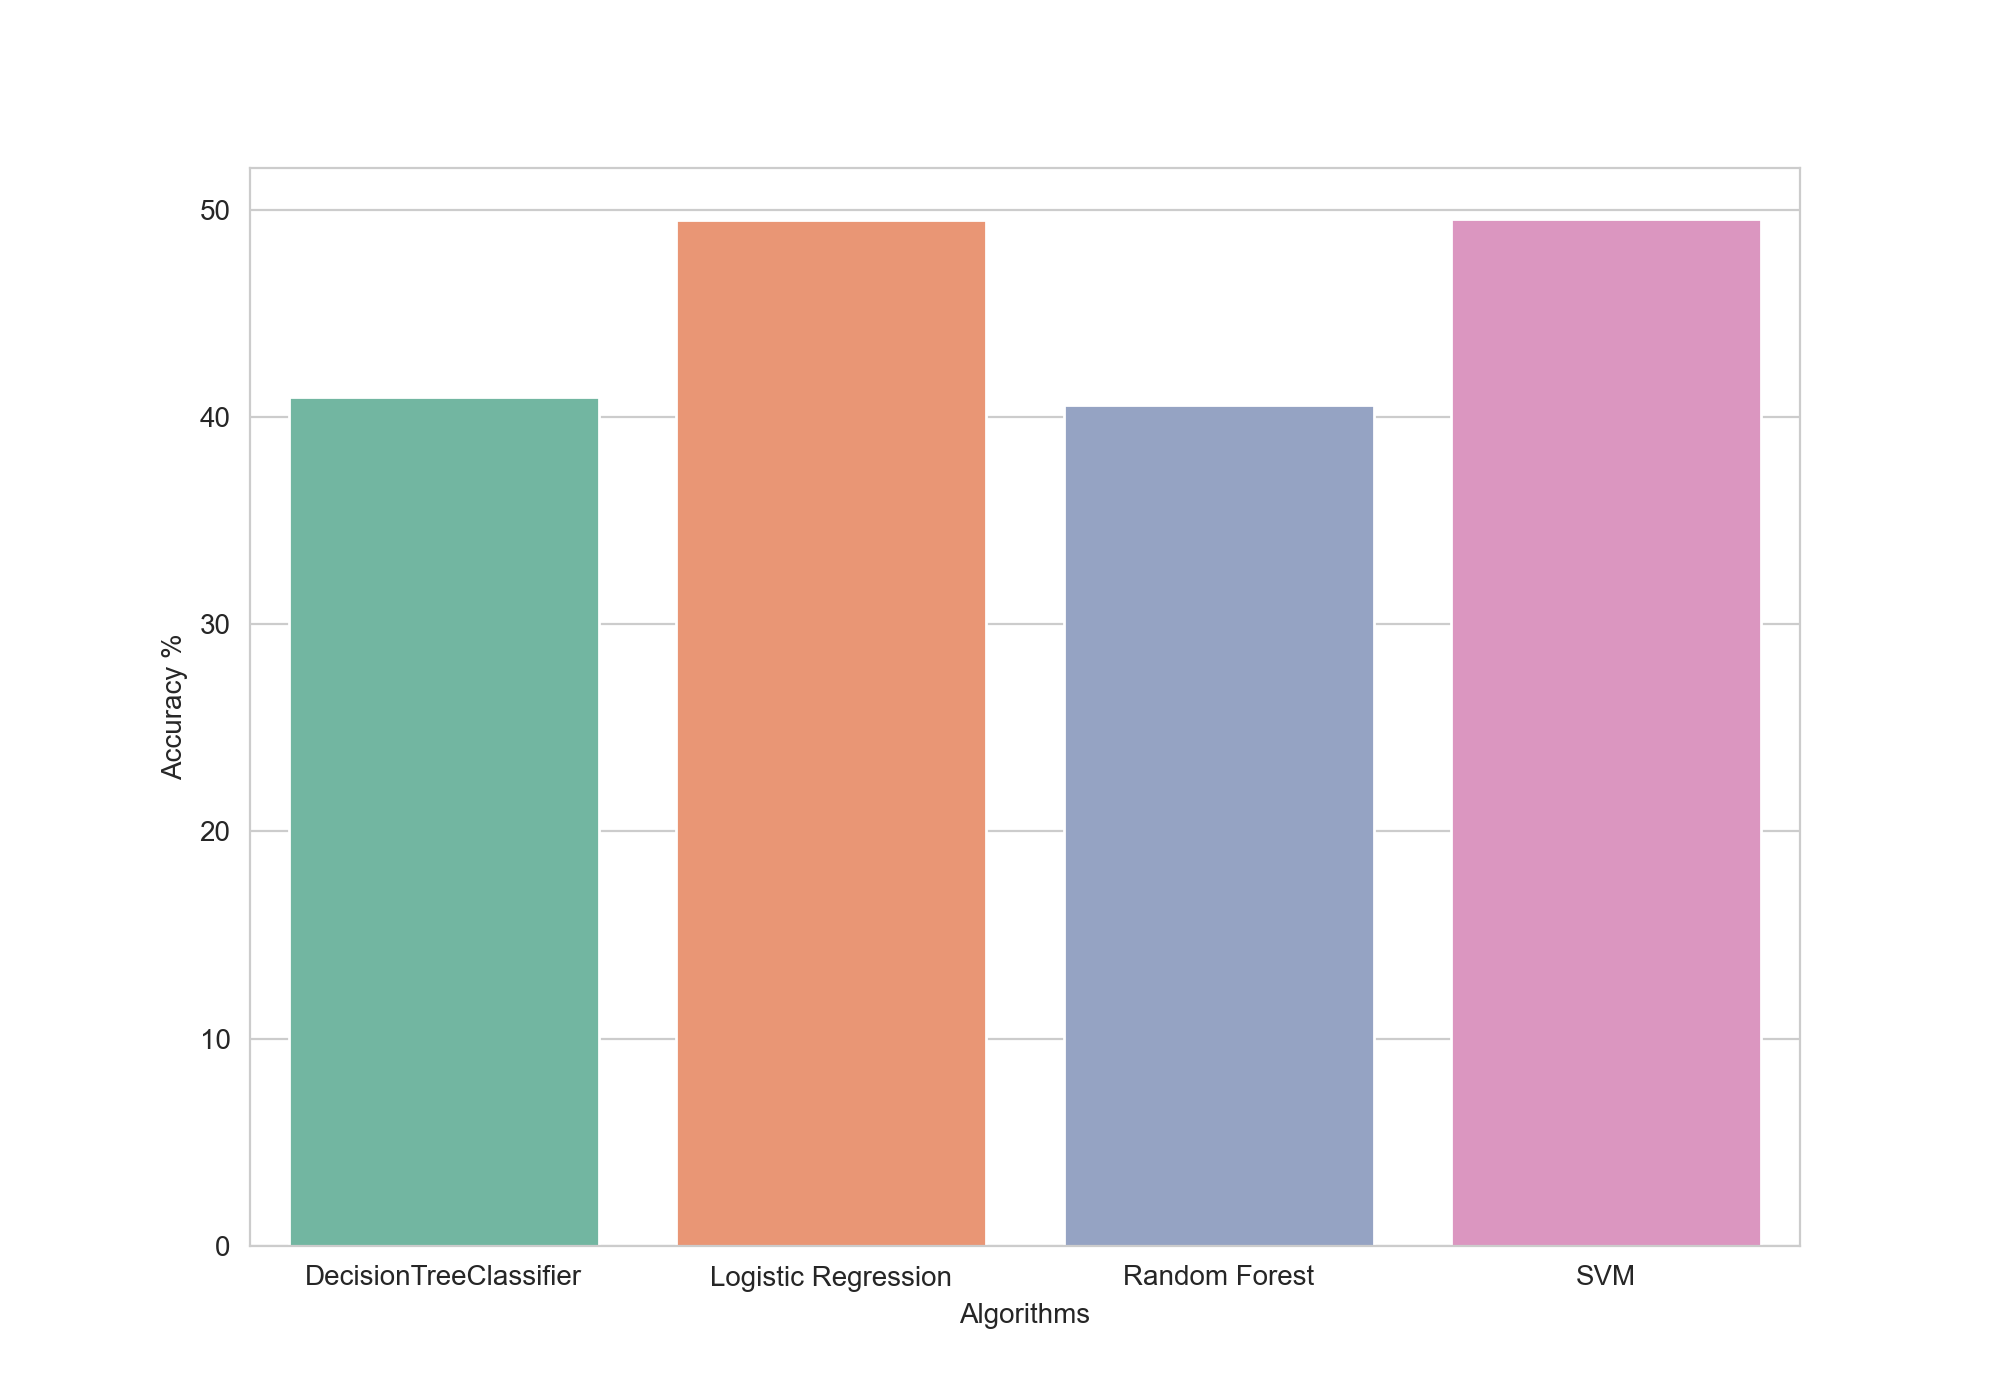 50
40
30
20
10
0
Accuracy %
DecisionTreeClassifier
Logistic Regression
Random Forest
SVM
Algorithms